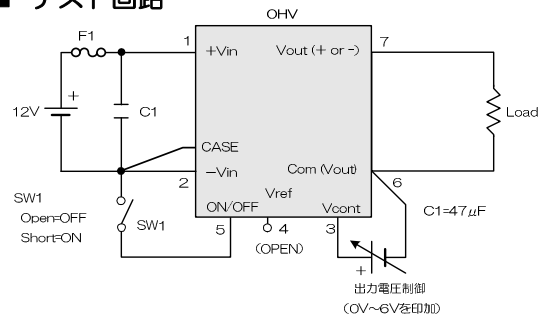 ■ テスト回路
OHV
F1
1
+Vin
Vout (+ or -)
7
12V
+
C1
Load
CASE
-Vin
Com (Vout)
2
6
Vref
SW1
Open=OFF
Short=ON
SW1
ON/OFF
Vcont
C1=47μF
5
4
3
(OPEN)
+
出力電圧制御
(0V～6Vを印加)